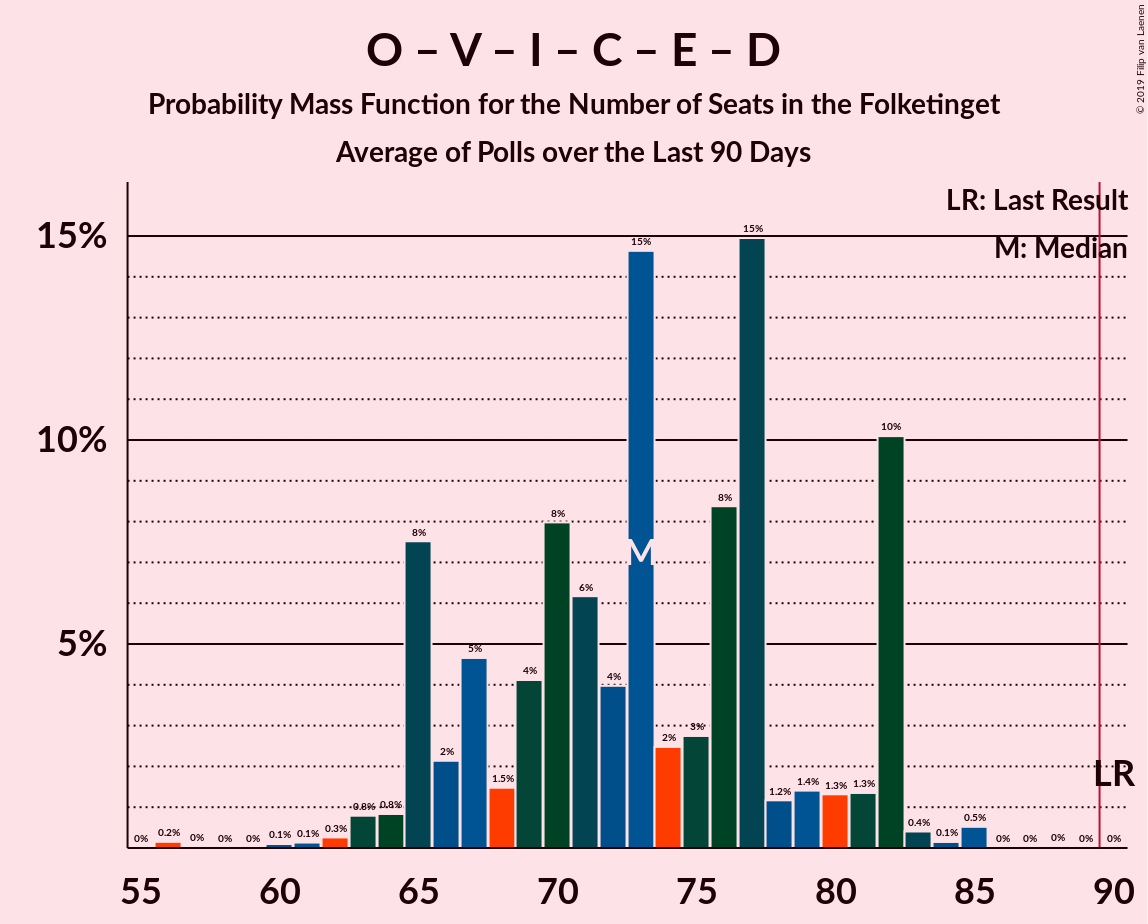 O – V – I – C – E – D
Probability Mass Function for the Number of Seats in the Folketinget
Average of Polls over the Last 90 Days
© 2019 Filip van Laenen
LR: Last Result
M: Median
15%
10%
5%
0% 0.2% 0% 0% 0% 0.1% 0.1% 0.3% 0.8% 0.8% 8% 2% 5% 1.5% 4% 8% 6% 4% 15% 2% 3% 8% 15% 1.2% 1.4% 1.3% 1.3% 10% 0.4% 0.1% 0.5% 0% 0% 0% 0% 0%
M
LR
55 60 65 70 75 80 85 90